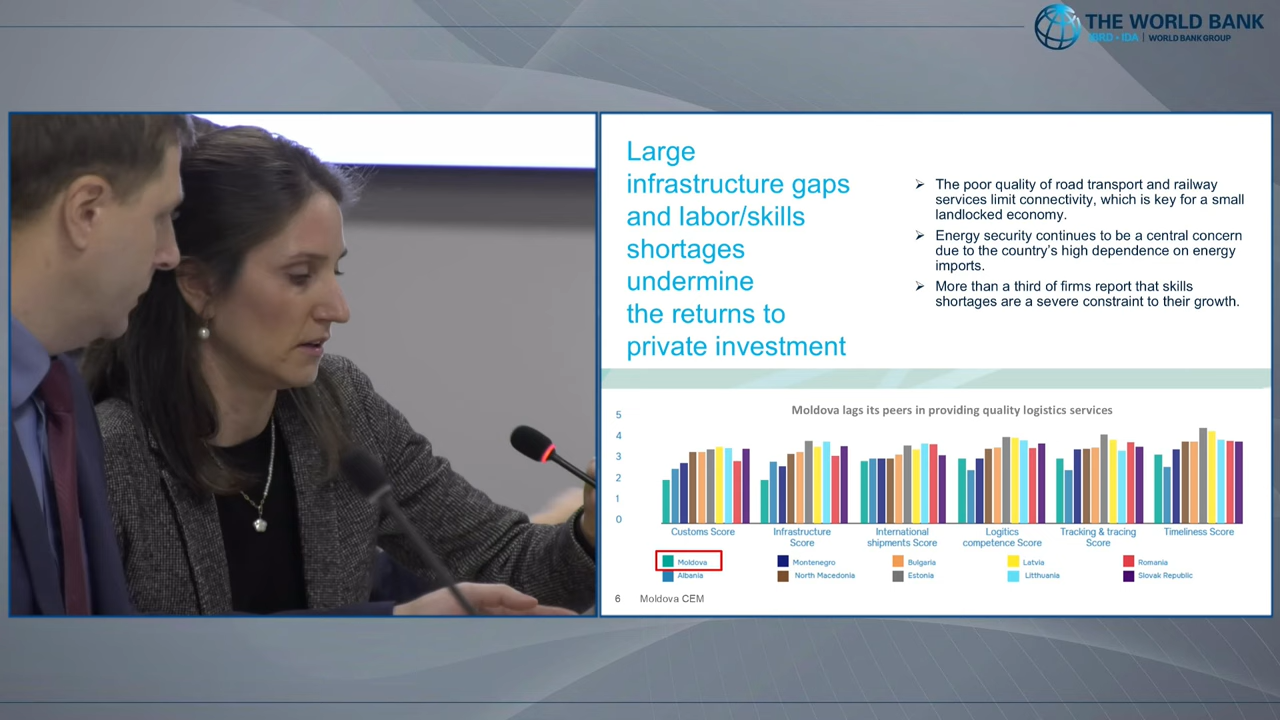 THE WORLD BANK
IBRD • IDA | WORLD BANK GROUP
Large
infrastructure gaps
and labor/skills
shortages
undermine
the returns to
private investment
The poor quality of road transport and railway
services limit connectivity, which is key for a small
landlocked economy.
Energy security continues to be a central concern
due to the country's high dependence on energy
imports.
More than a third of firms report that skills
shortages are a severe constraint to their growth.
Moldova lags its peers in providing quality logistics services
5
4
3
2
1
0
Customs Score
Infrastructure
Score
International
shipments Score
Logitics
competence Score
Tracking & tracing
Score
Timeliness Score
Moldova
Montenegro
Bulgaria
Latvia
Romania
Albania
North Macedonia
Estonia
Litthuania
Slovak Republic
6 Moldova CEM